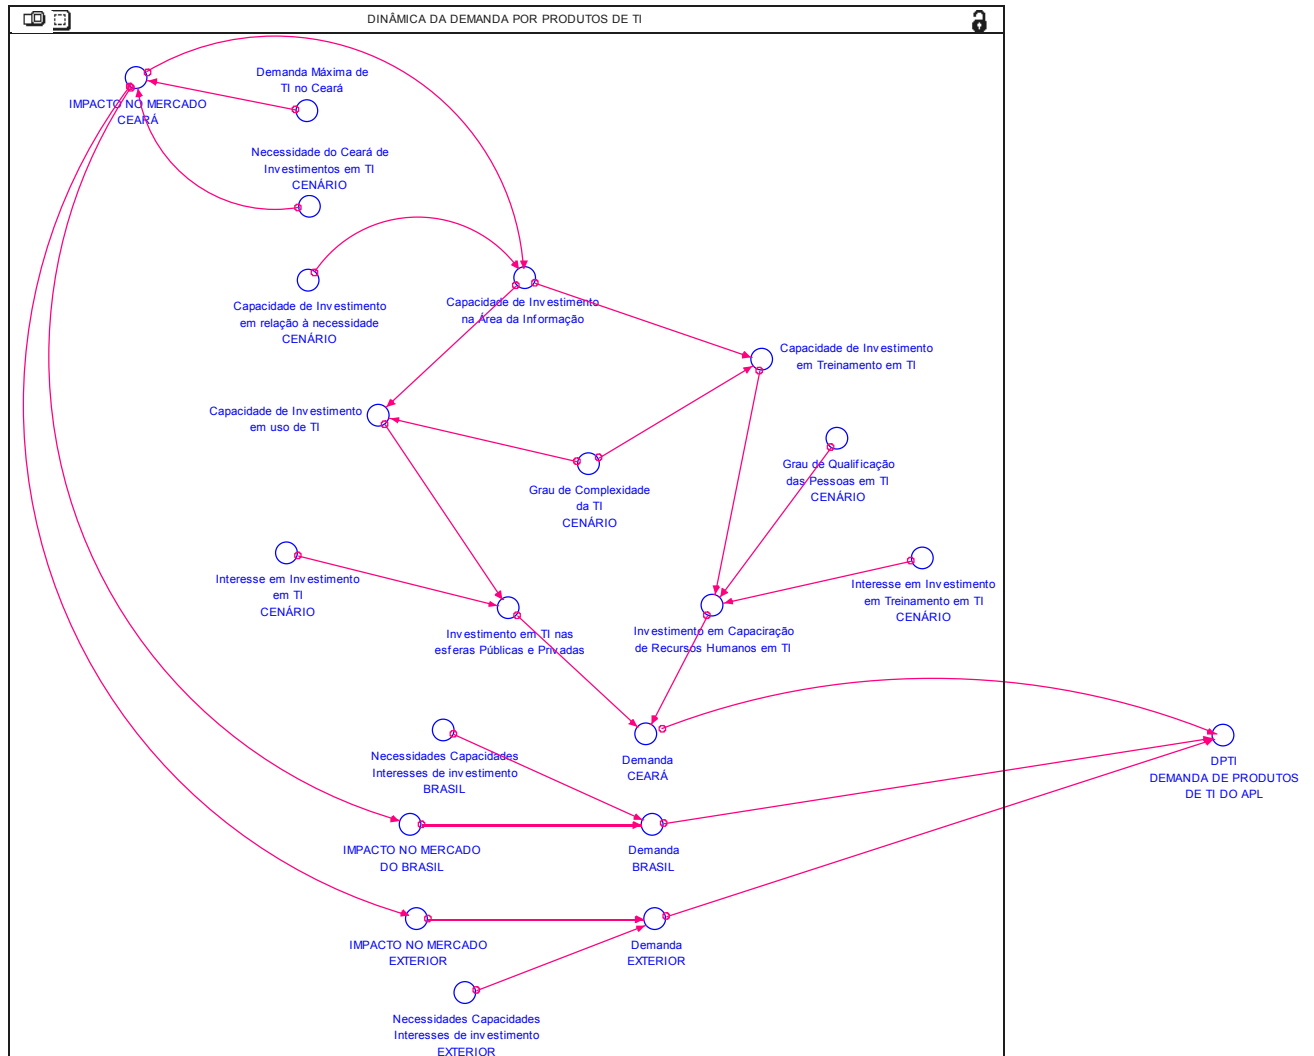 DINÂMICA DA DEMANDA POR PRODUTOS DE TI
Demanda Máxima de
TI no Ceará
IMPACTO NO MERCADO
CEARÁ
Necessidade do Ceará de
Investimentos em TI
CENÁRIO
Capacidade de Investimento
em relação à necessidade
CENÁRIO
Capacidade de Investimento
na Área da Informação
Capacidade de Investimento
em Treinamento em TI
Capacidade de Investimento
em uso de TI
Grau de Qualificação
das Pessoas em TI
CENÁRIO
Grau de Complexidade
da TI
CENÁRIO
Interesse em Investimento
em TI
CENÁRIO
Interesse em Investimento
em Treinamento em TI
CENÁRIO
Investimento em TI nas
esferas Públicas e Privadas
Investimento em Capaciração
de Recursos Humanos em TI
Necessidades Capacidades
Interesses de investimento
BRASIL
Demanda
CEARÁ
DPTI
DEMANDA DE PRODUTOS
DE TI DO APL
IMPACTO NO MERCADO
DO BRASIL
Demanda
BRASIL
IMPACTO NO MERCADO
EXTERIOR
Demanda
EXTERIOR
Necessidades Capacidades
Interesses de investimento
EXTERIOR